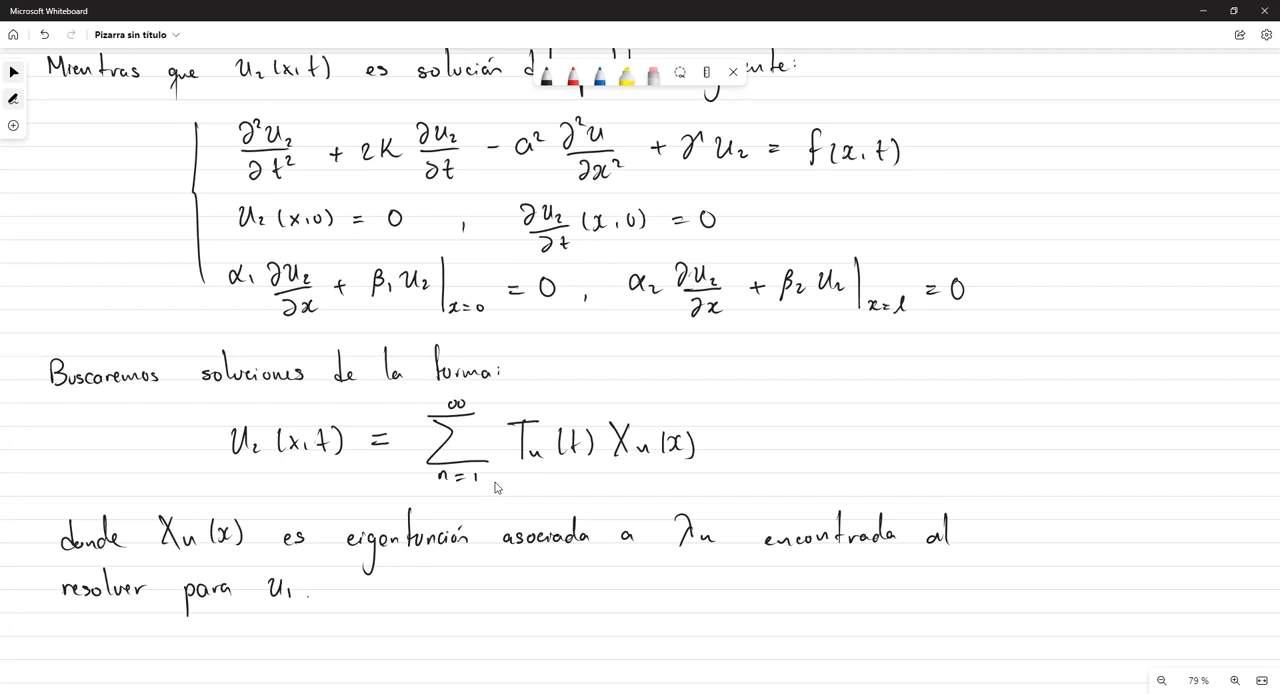 Microsoft Whiteboard
Pizarra sin título
Mientras que u₂(x,t) es solución
∂²u₂/∂t² + 2K ∂u₂/∂t - a² ∂²u/∂x² + γ u₂ = f(x,t)
u₂(x,0) = 0 , ∂u₂/∂t (x,0) = 0
α₁ ∂u₂/∂x + β₁ u₂ |x=0 = 0 , α₂ ∂u₂/∂x + β₂ u₂ |x=l = 0
Buscaremos soluciones de la forma:
u₂(x,t) = ∑ n=1 ∞ Tn(t) Xn(x)
donde Xn(x) es eigenfunción asociada a λn encontrada al
resolver para u₁.
79 %